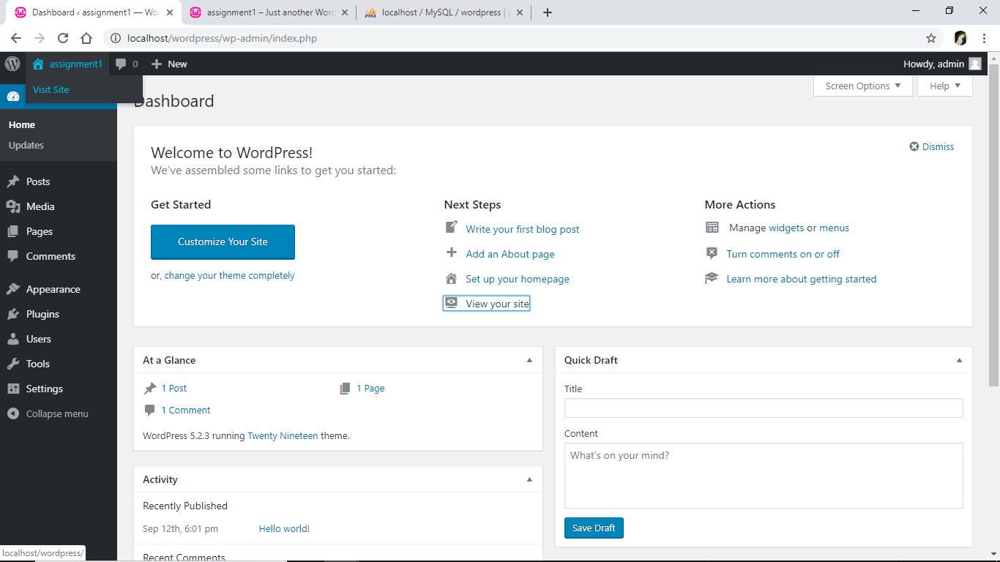 Dashboard ‹ assignment1 — Wor
assignment1 – Just another Word
localhost / MySQL / wordpress |
localhost/wordpress/wp-admin/index.php
assignment1 0 New Howdy, admin
Visit Site
Screen Options Help
Dashboard
Home
Updates
Posts
Media
Pages
Comments
Appearance
Plugins
Users
Tools
Settings
Collapse menu
Welcome to WordPress!
Dismiss
We've assembled some links to get you started:
Get Started
Customize Your Site
or, change your theme completely
Next Steps
Write your first blog post
Add an About page
Set up your homepage
View your site
More Actions
Manage widgets or menus
Turn comments on or off
Learn more about getting started
At a Glance
1 Post 1 Page
1 Comment
WordPress 5.2.3 running Twenty Nineteen theme.
Activity
Recently Published
Sep 12th, 6:01 pm Hello world!
Recent Comments
Quick Draft
Title
Content
What's on your mind?
Save Draft
localhost/wordpress/